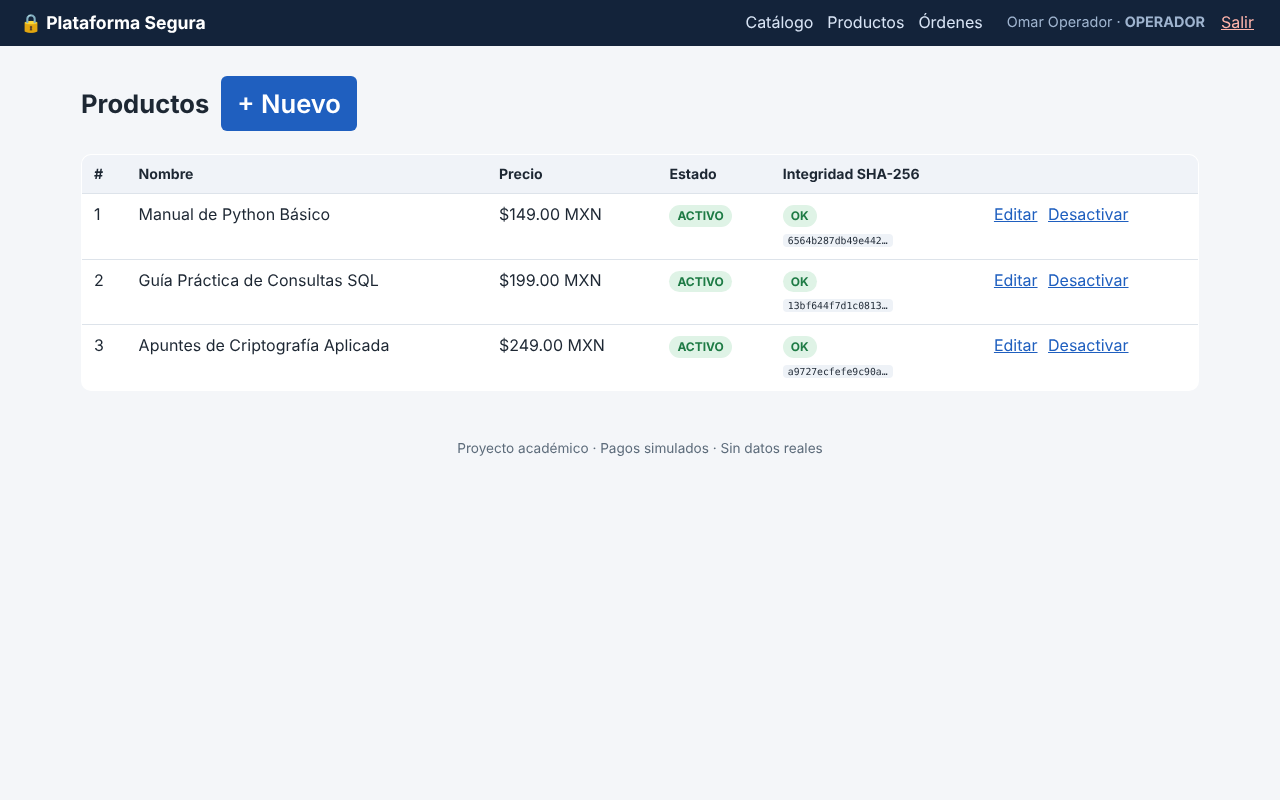 🔒 Plataforma Segura
Catálogo Productos Órdenes Omar Operador · OPERADOR Salir
Productos + Nuevo
# Nombre Precio Estado Integridad SHA-256
1 Manual de Python Básico $149.00 MXN ACTIVO OK Editar Desactivar
6564b287db49e442…
2 Guía Práctica de Consultas SQL $199.00 MXN ACTIVO OK Editar Desactivar
13bf644f7d1c0813…
3 Apuntes de Criptografía Aplicada $249.00 MXN ACTIVO OK Editar Desactivar
a9727ecfefe9c90a…
Proyecto académico · Pagos simulados · Sin datos reales